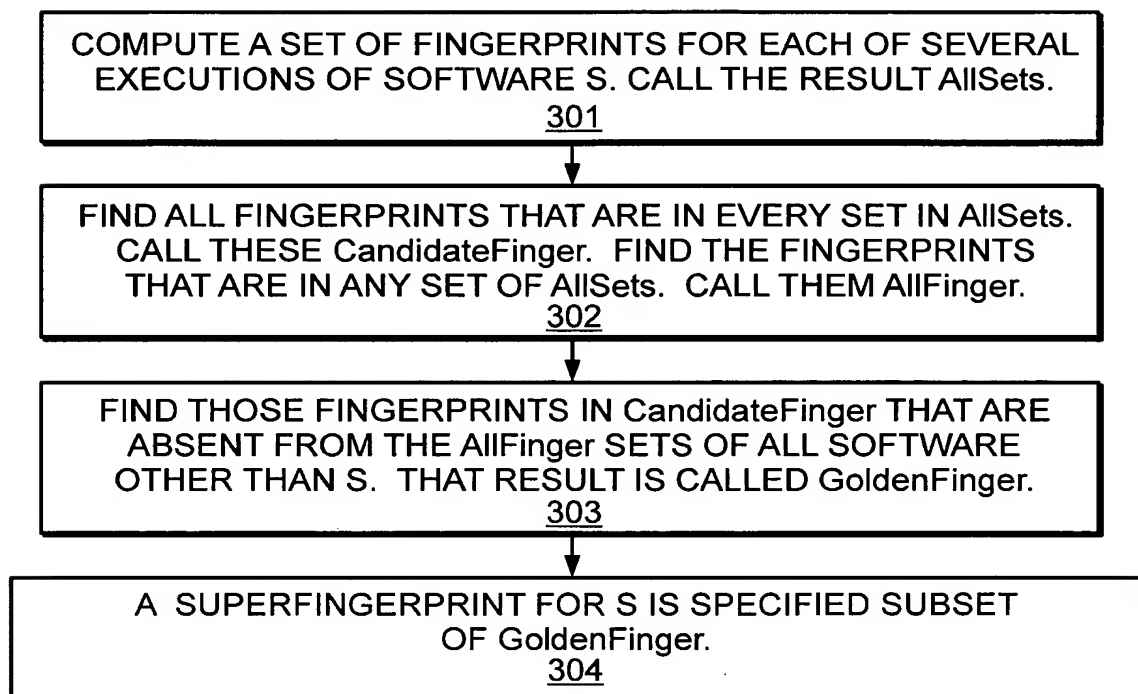 COMPUTE A SET OF FINGERPRINTS FOR EACH OF SEVERAL
EXECUTIONS OF SOFTWARE S. CALL THE RESULT AllSets.
301
FIND ALL FINGERPRINTS THAT ARE IN EVERY SET IN AllSets.
CALL THESE CandidateFinger. FIND THE FINGERPRINTS
THAT ARE IN ANY SET OF AllSets. CALL THEM AllFinger.
302
FIND THOSE FINGERPRINTS IN CandidateFinger THAT ARE
ABSENT FROM THE AllFinger SETS OF ALL SOFTWARE
OTHER THAN S. THAT RESULT IS CALLED GoldenFinger.
303
A SUPERFINGERPRINT FOR S IS SPECIFIED SUBSET
OF GoldenFinger.
304